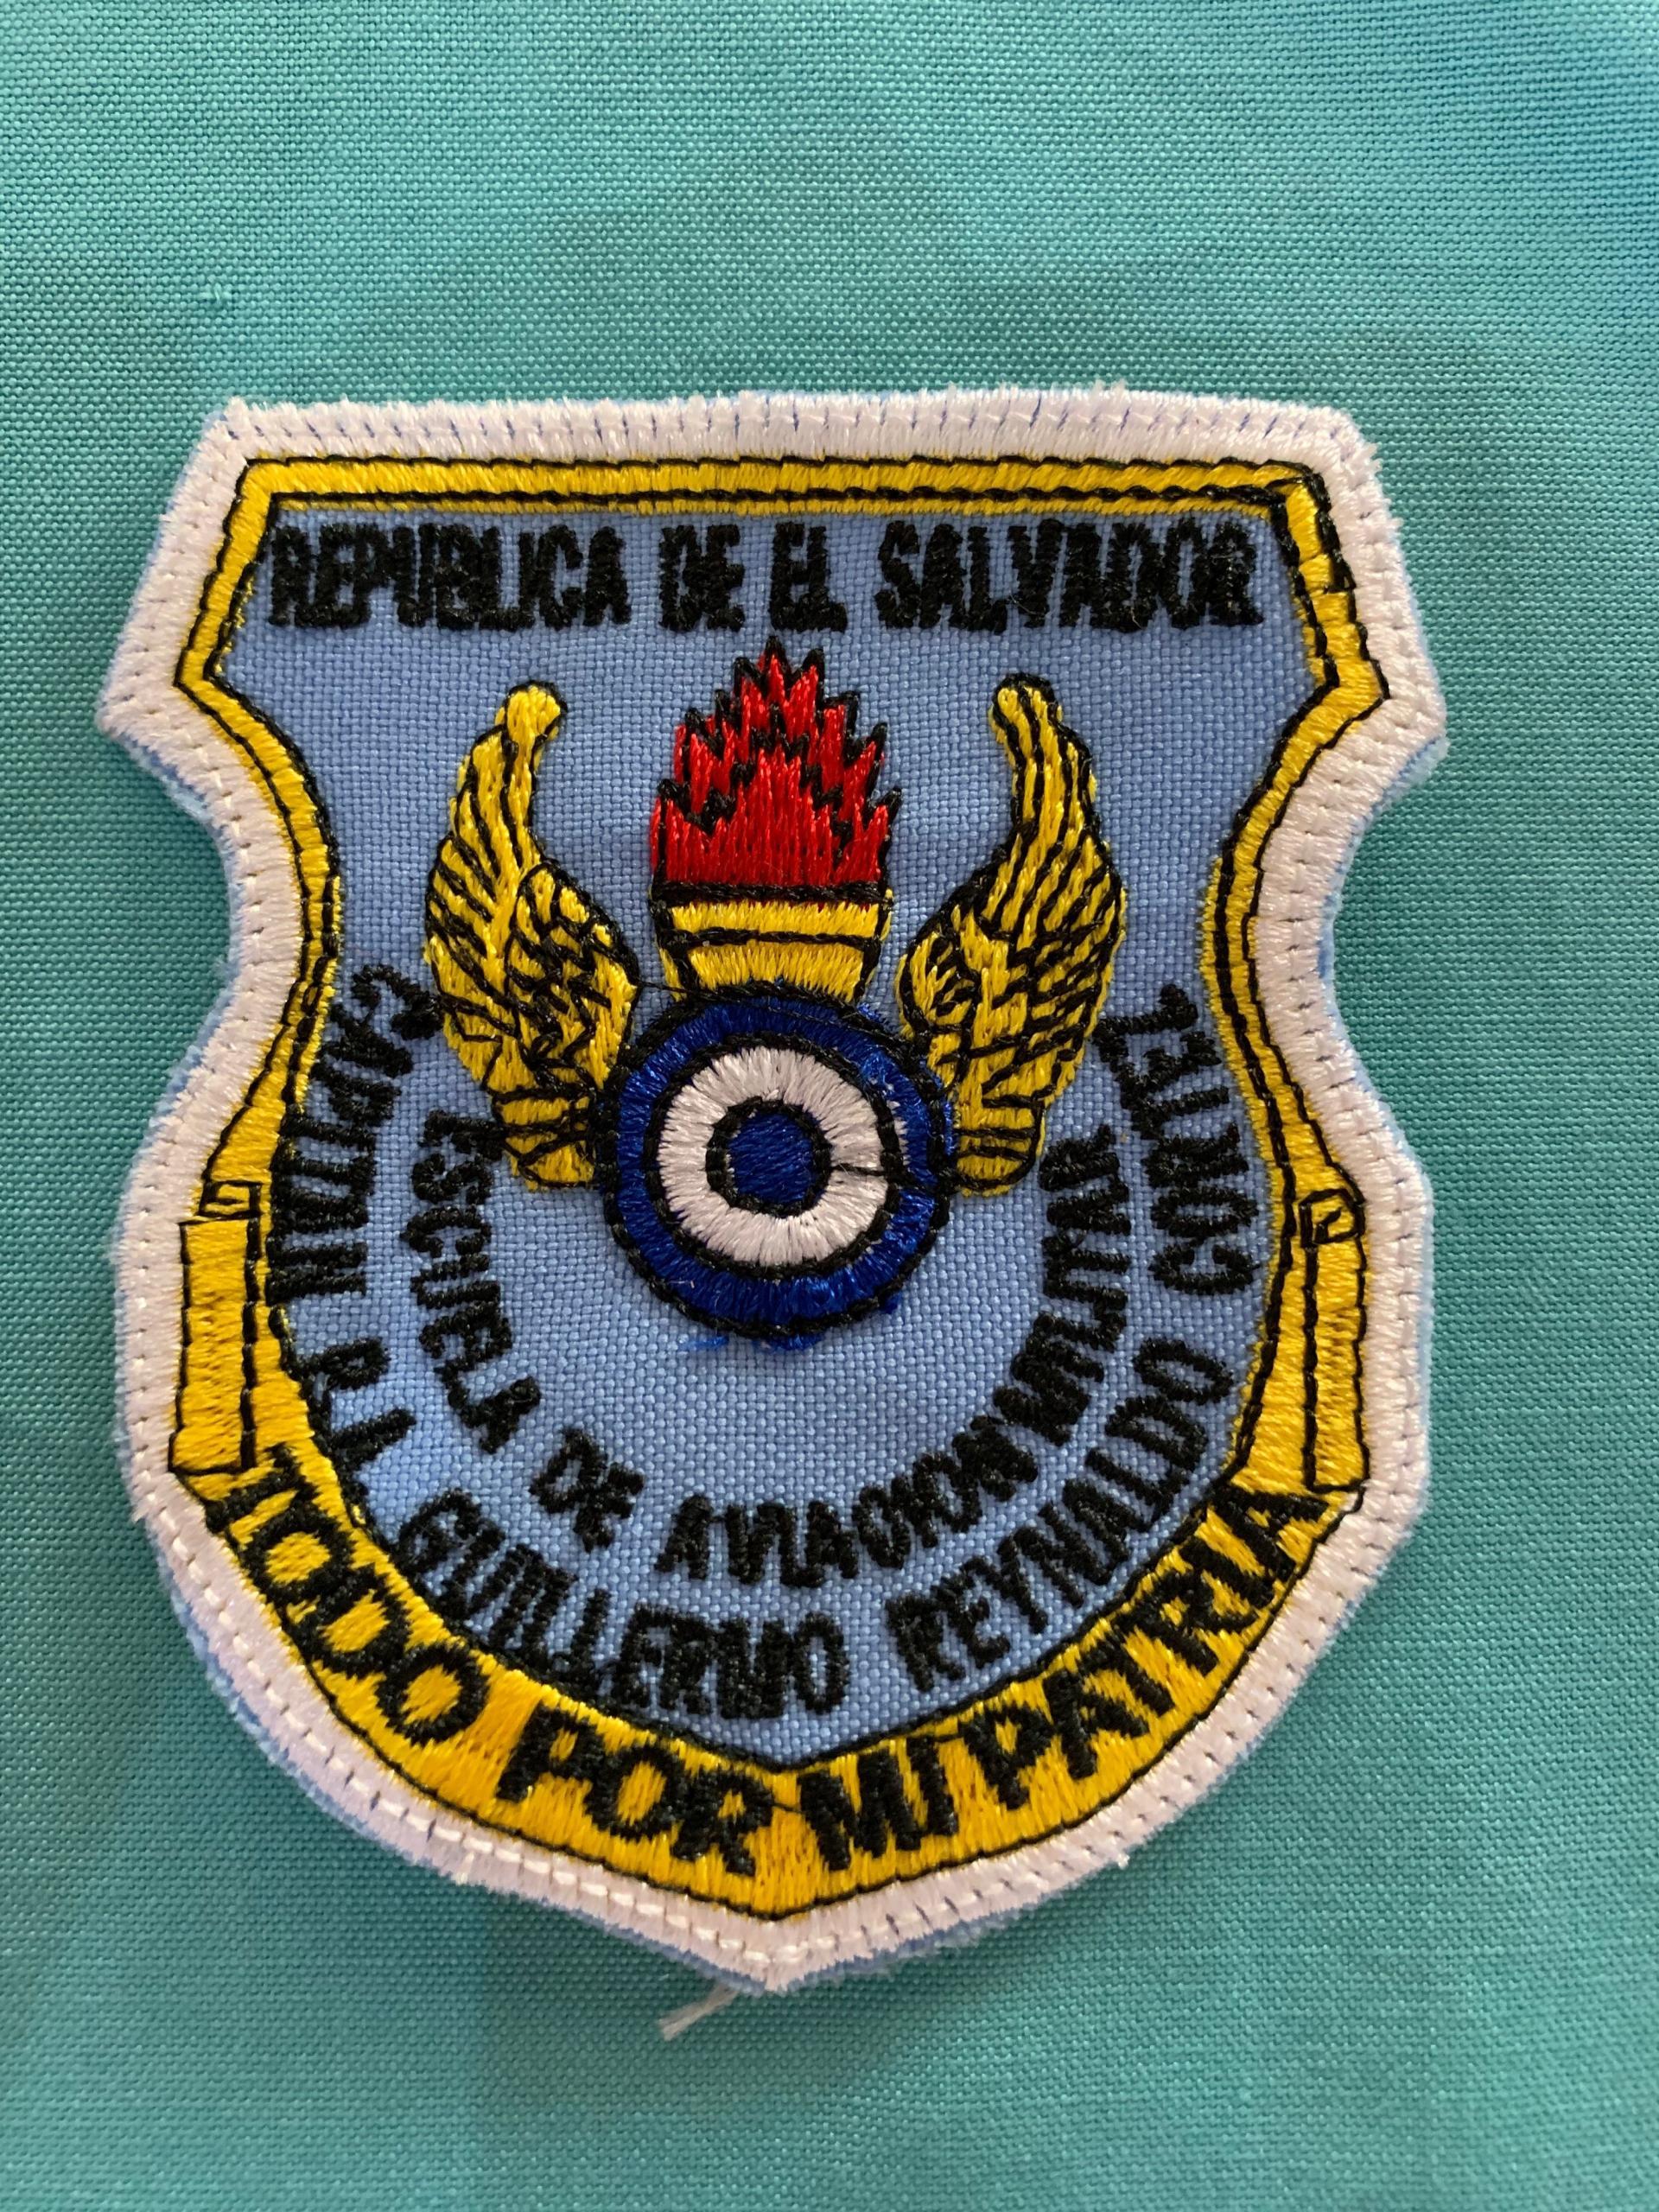 REPUBLICA DE EL SALVADOR
ESCUELA DE AVIACION MILITAR
CAPITAN P.A. GUILLERMO REYNALDO CORTEZ
TODO POR MI PATRIA